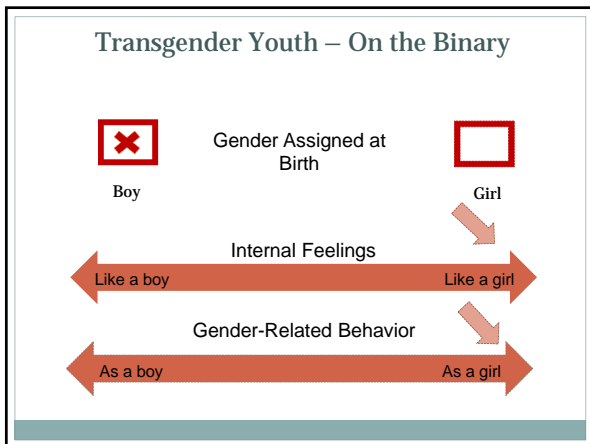 Transgender Youth – On the Binary
Gender Assigned at
Birth
Boy
Girl
Internal Feelings
Like a boy
Like a girl
Gender-Related Behavior
As a boy
As a girl